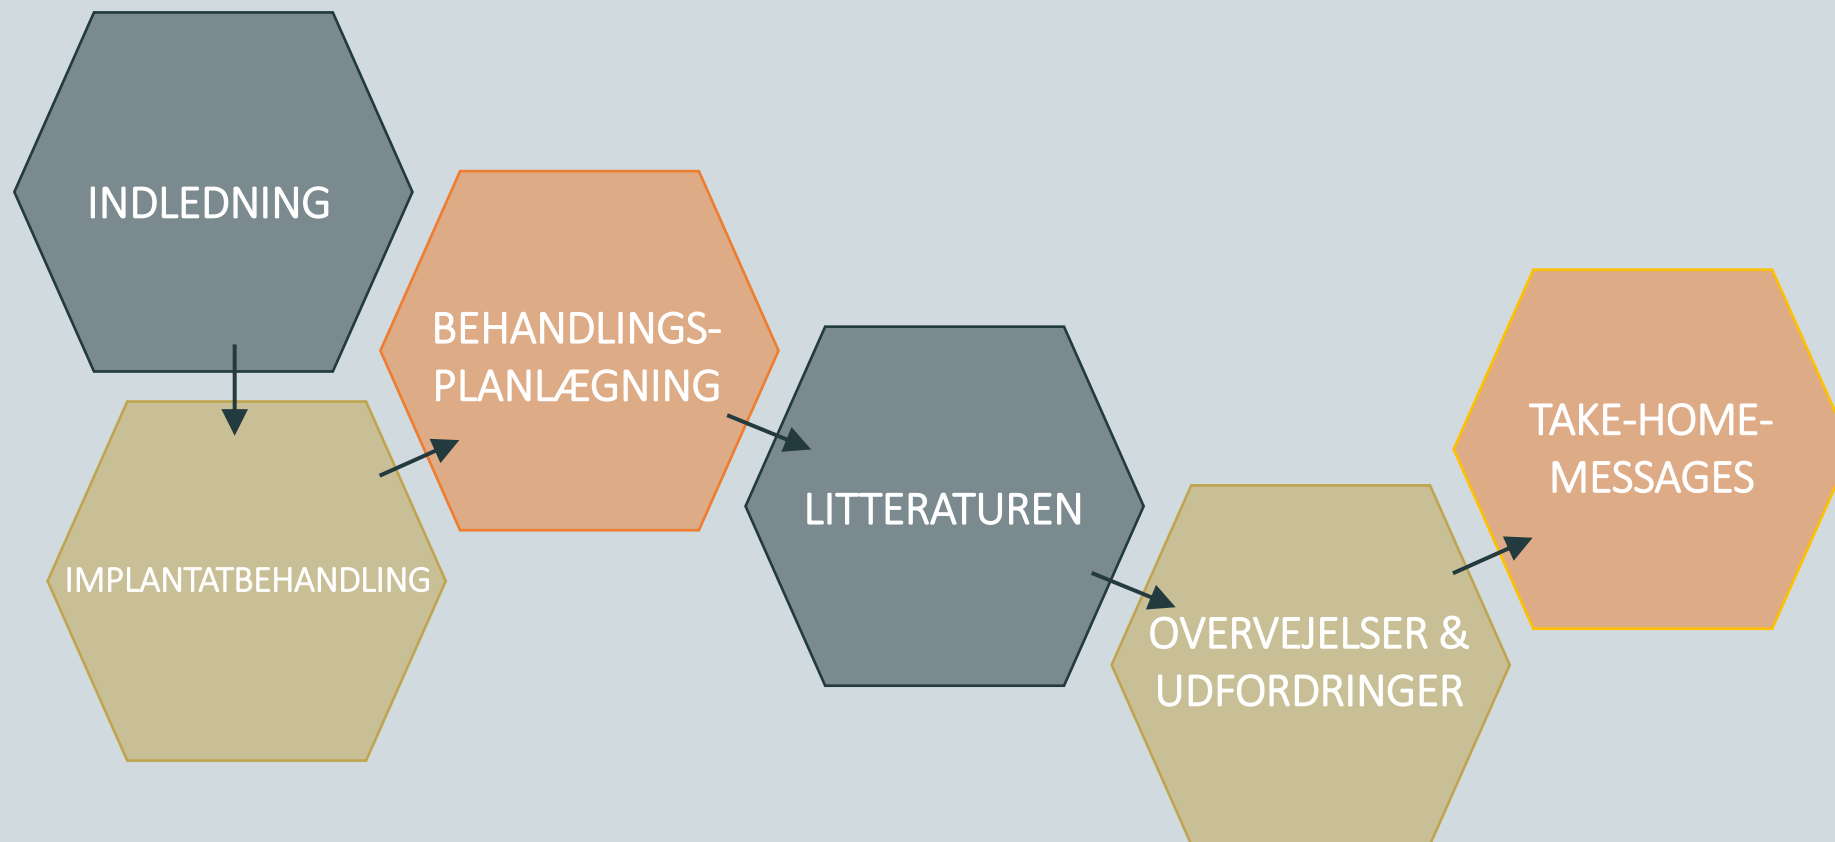 INDLEDNING
IMPLANTATBEHANDLING
BEHANDLINGS-
PLANLÆGNING
LITTERATUREN
OVERVEJELSER &
UDFORDRINGER
TAKE-HOME-
MESSAGES